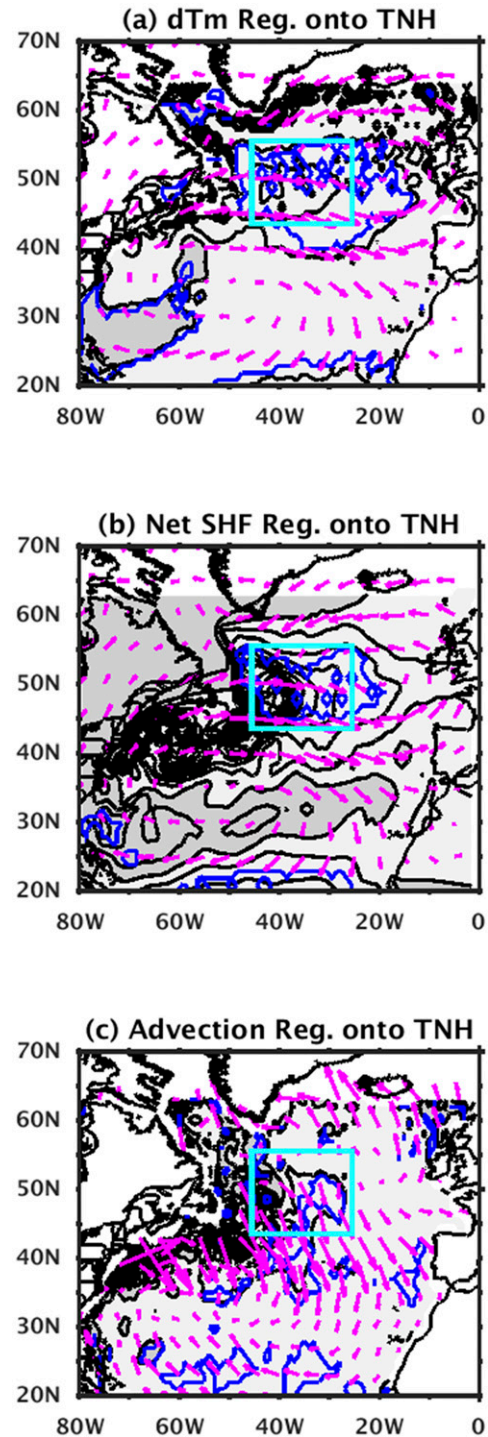 (a) dTm Reg. onto TNH
70N
60N
50N
40N
30N
20N
80W 60W 40W 20W 0
(b) Net SHF Reg. onto TNH
70N
60N
50N
40N
30N
20N
80W 60W 40W 20W 0
(c) Advection Reg. onto TNH
70N
60N
50N
40N
30N
20N
80W 60W 40W 20W 0